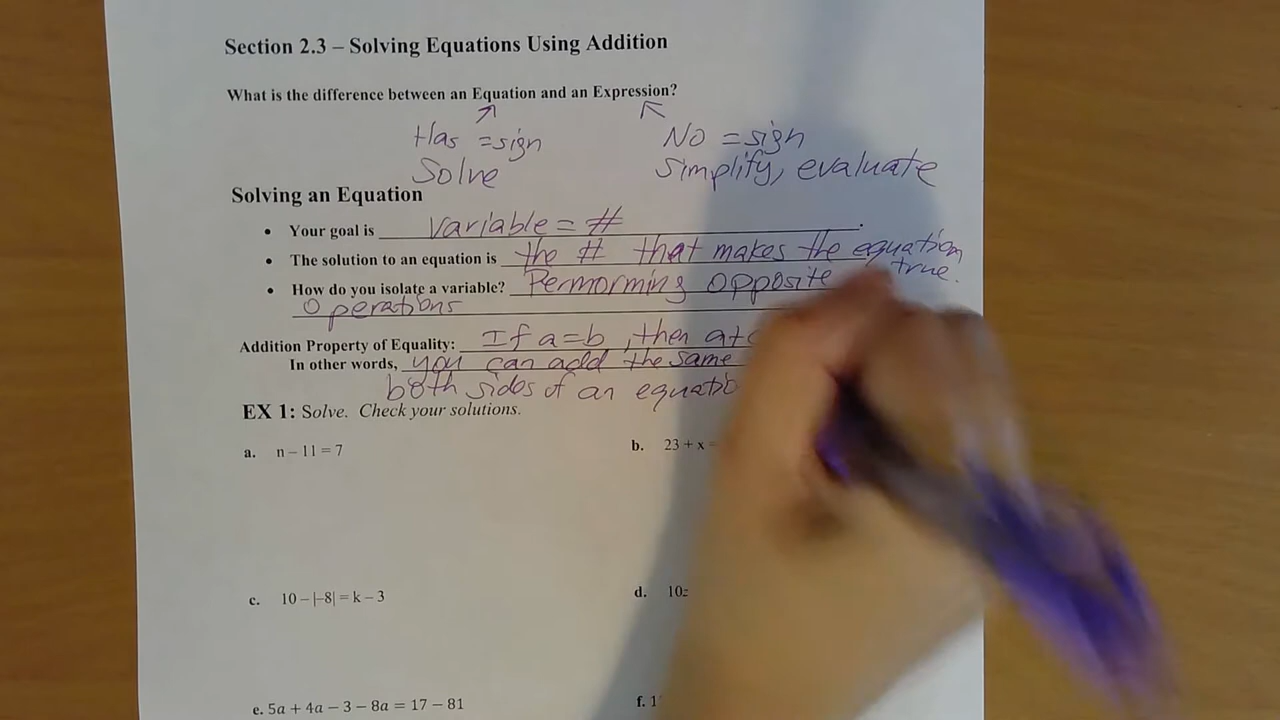 Section 2.3 – Solving Equations Using Addition
What is the difference between an Equation and an Expression?
Has =sign No =sign
Solve Simplify, evaluate
Solving an Equation
• Your goal is Variable = # .
• The solution to an equation is the # that makes the equation true.
• How do you isolate a variable? Permorming opposite
operations
Addition Property of Equality: If a=b, then a+c
In other words, you can add the same
both sides of an equatio
EX 1: Solve. Check your solutions.
a. n – 11 = 7 b. 23 + x =
c. 10 – |–8| = k – 3 d. 10z
e. 5a + 4a − 3 − 8a = 17 − 81 f. 1